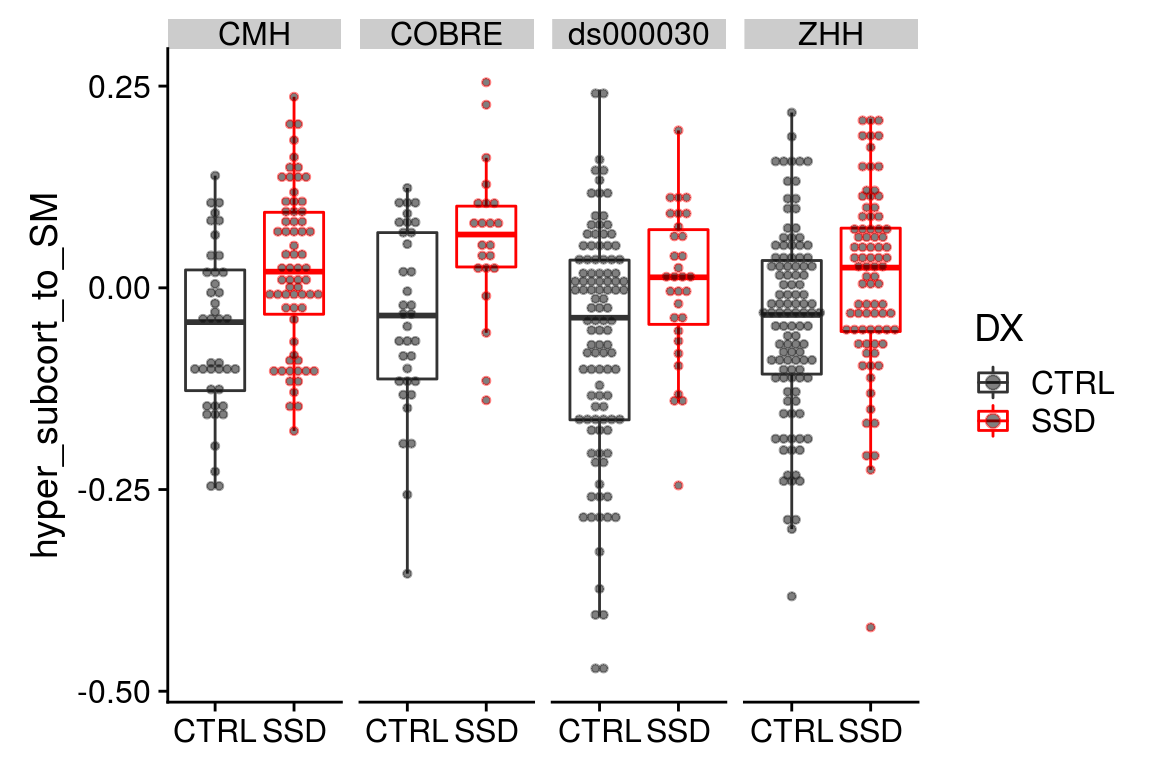 CMH COBRE ds000030 ZHH
hyper_subcort_to_SM
0.25
0.00
-0.25
-0.50
CTRL SSD CTRL SSD CTRL SSD CTRL SSD
DX
CTRL
SSD